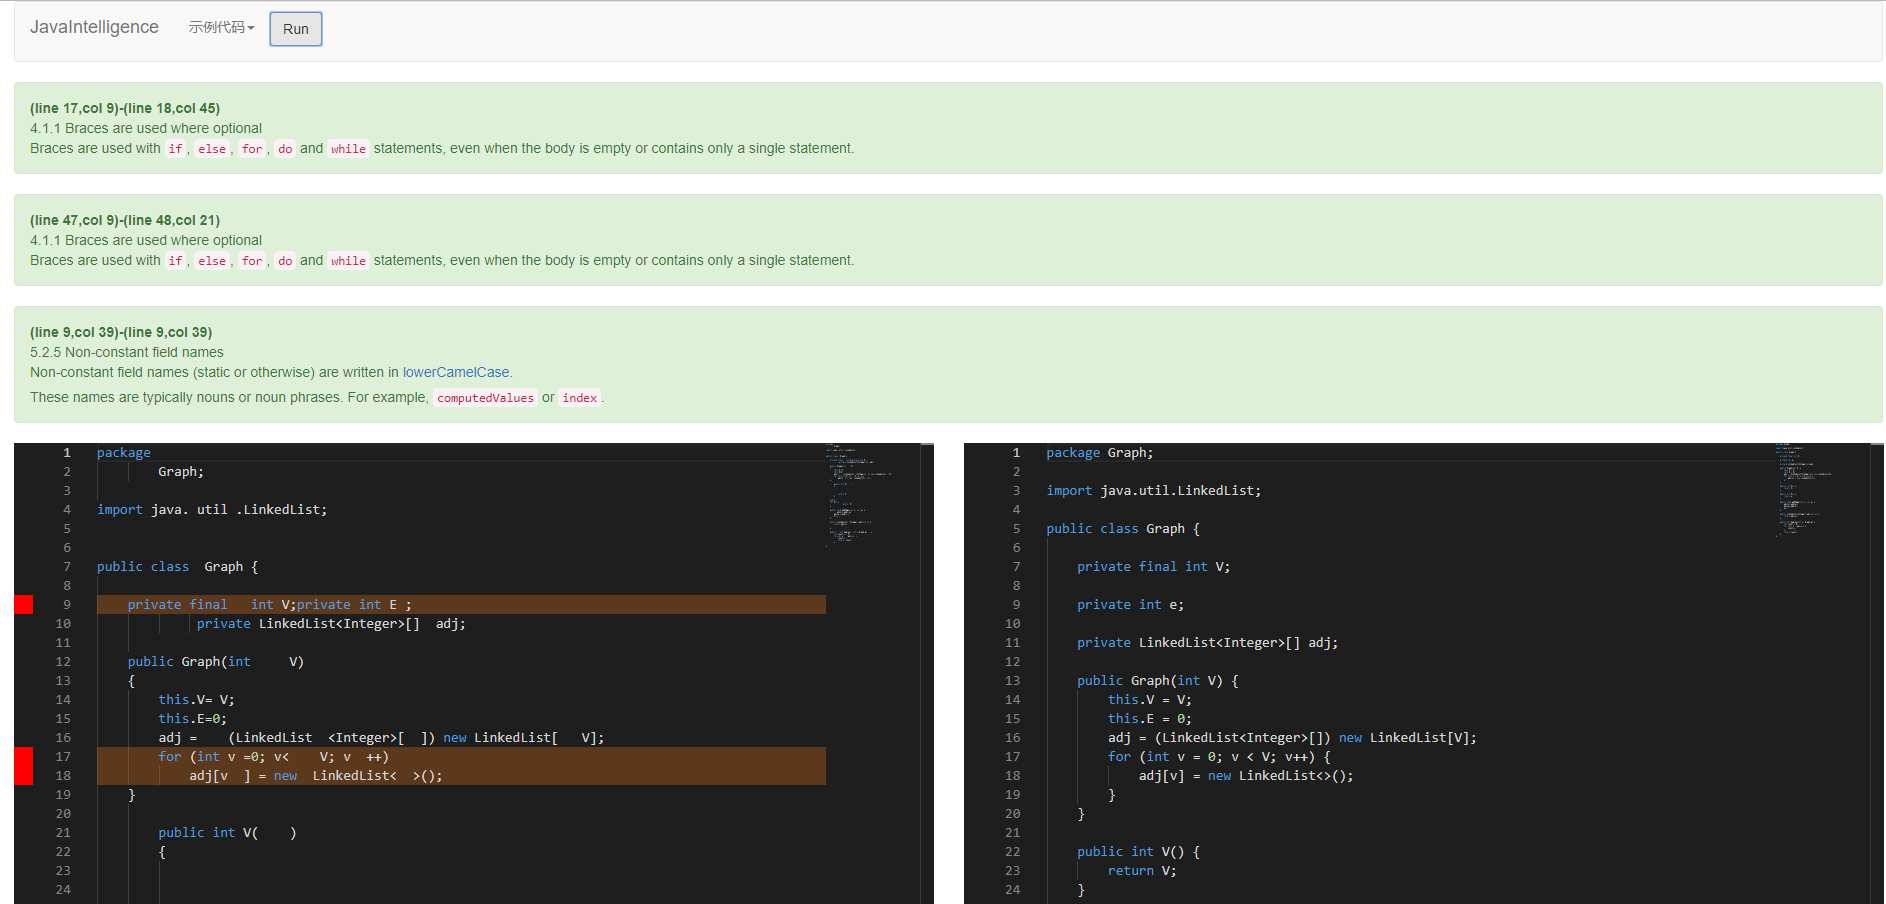 JavaIntelligence 示例代码 Run
(line 17,col 9)-(line 18,col 45)
4.1.1 Braces are used where optional
Braces are used with if, else, for, do and while statements, even when the body is empty or contains only a single statement.
(line 47,col 9)-(line 48,col 21)
4.1.1 Braces are used where optional
Braces are used with if, else, for, do and while statements, even when the body is empty or contains only a single statement.
(line 9,col 39)-(line 9,col 39)
5.2.5 Non-constant field names
Non-constant field names (static or otherwise) are written in lowerCamelCase.
These names are typically nouns or noun phrases. For example, computedValues or index.
1 package
2         Graph;
3
4 import java. util .LinkedList;
5
6
7 public class  Graph {
8
9     private final   int V;private int E ;
10              private LinkedList<Integer>[]  adj;
11
12     public Graph(int     V)
13     {
14         this.V= V;
15         this.E=0;
16         adj =    (LinkedList  <Integer>[  ]) new LinkedList[   V];
17         for (int v =0; v<    V; v  ++)
18             adj[v  ] = new  LinkedList<  >();
19     }
20
21         public int V(    )
22         {
23
24
1 package Graph;
2
3 import java.util.LinkedList;
4
5 public class Graph {
6
7     private final int V;
8
9     private int e;
10
11     private LinkedList<Integer>[] adj;
12
13     public Graph(int V) {
14         this.V = V;
15         this.E = 0;
16         adj = (LinkedList<Integer>[]) new LinkedList[V];
17         for (int v = 0; v < V; v++) {
18             adj[v] = new LinkedList<>();
19         }
20     }
21
22     public int V() {
23         return V;
24     }